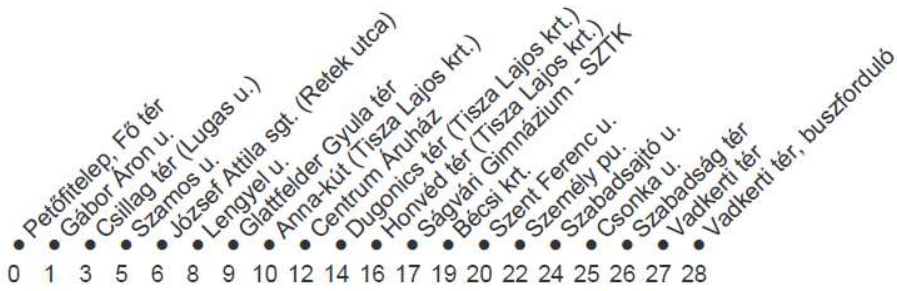 Petőfitelep, Fő tér
Gábor Áron u.
Csillag tér (Lugas u.)
Szamos u.
József Attila sgt. (Retek utca)
Lengyel u.
Glattfelder Gyula tér
Anna-kút (Tisza Lajos krt.)
Centrum Áruház
Dugonics tér (Tisza Lajos krt.)
Honvéd tér (Tisza Lajos krt.)
Ságvári Gimnázium - SZTK
Bécsi krt.
Szent Ferenc u.
Személy pu.
Szabadsajtó u.
Csonka u.
Szabadság tér
Vadkerti tér
Vadkerti tér, buszforduló
0 1 3 5 6 8 9 10 12 14 16 17 19 20 22 24 25 26 27 28